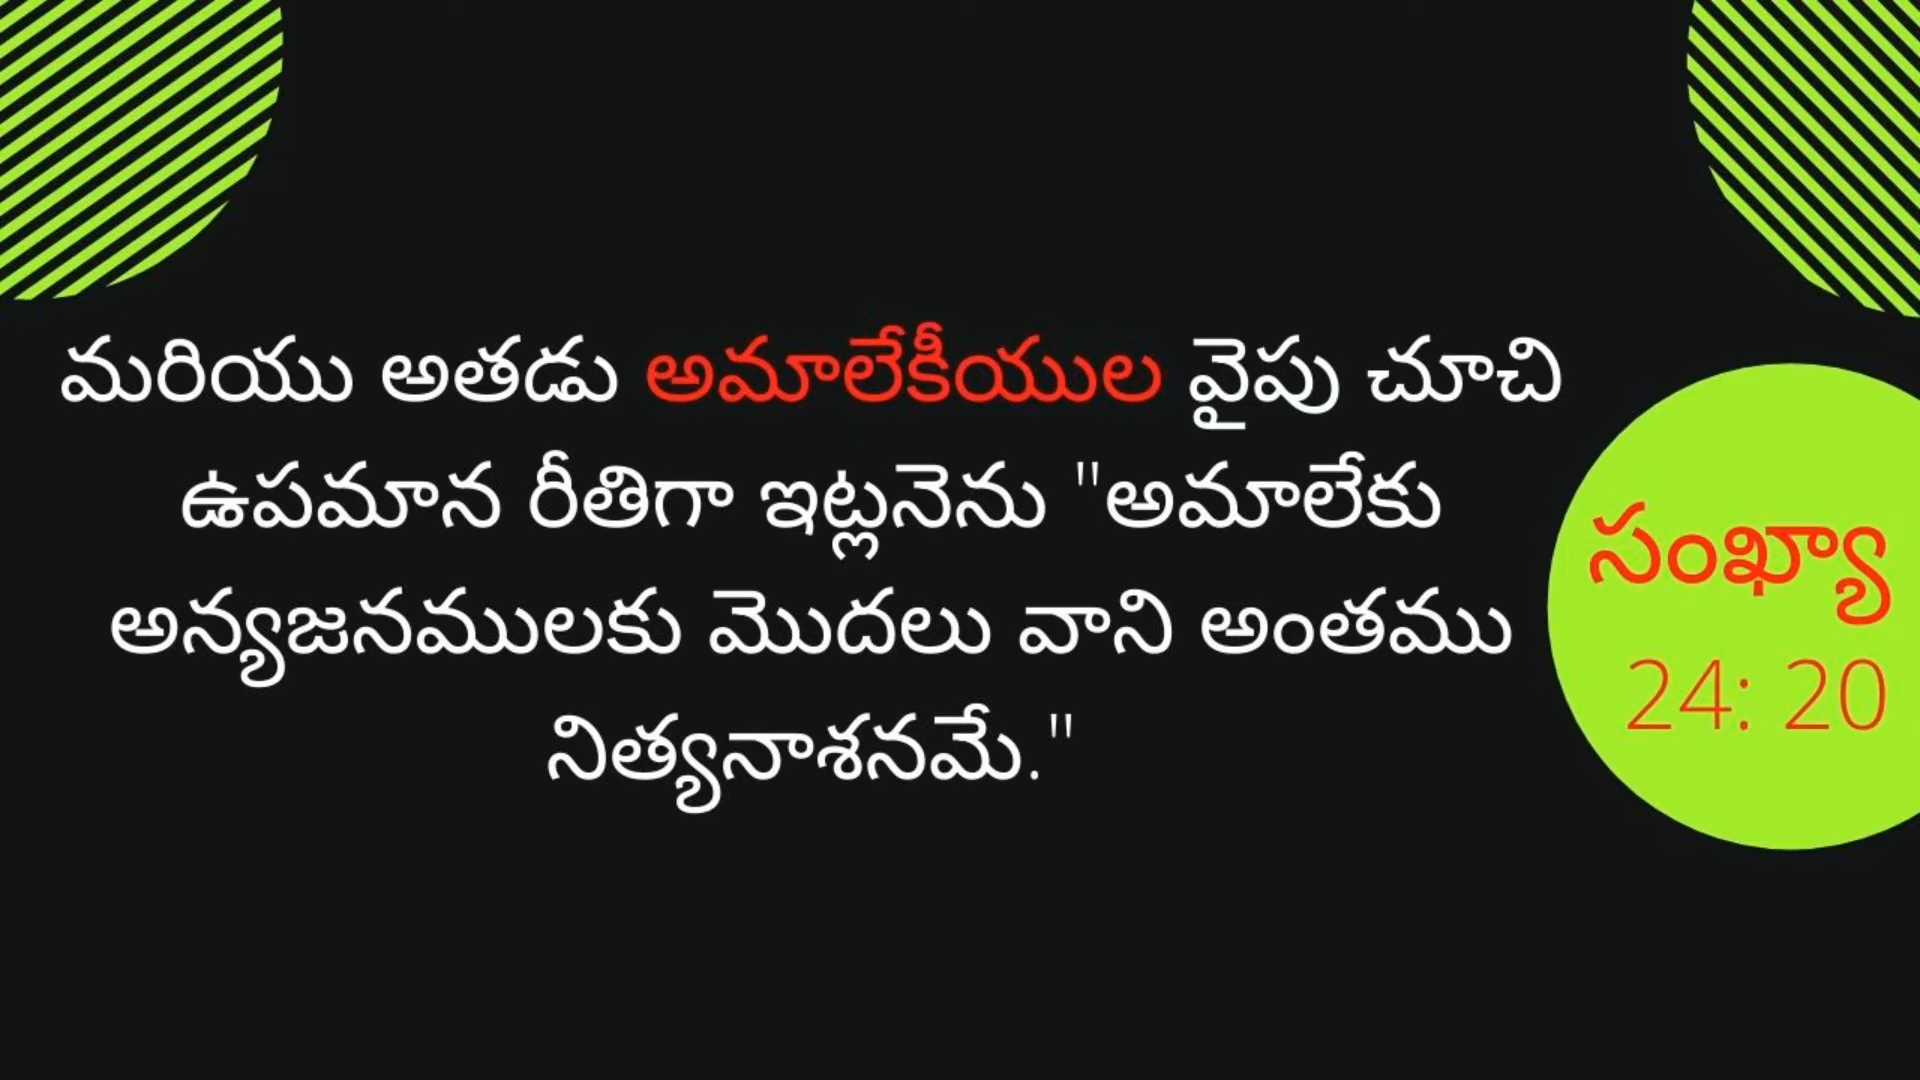 మరియు అతడు అమాలేకీయుల వైపు చూచి
ఉపమాన రీతిగా ఇట్లనెను "అమాలేకు
అన్యజనములకు మొదలు వాని అంతము
నిత్యనాశనమే."
సంఖ్యా
24: 20